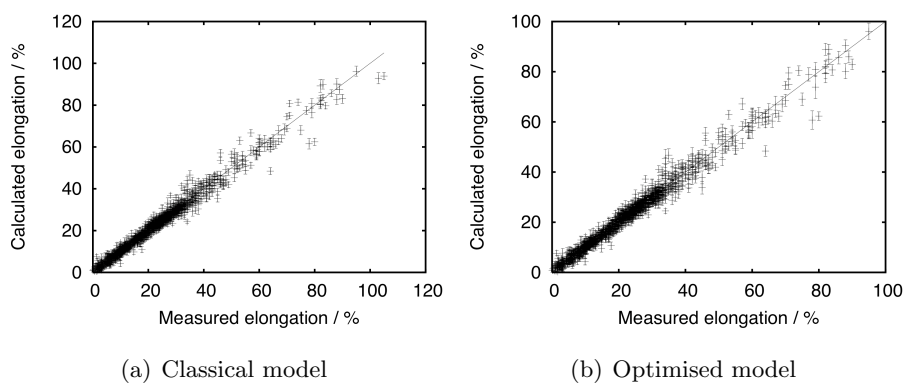 120
100
80
60
40
20
0
Calculated elongation / %
0 20 40 60 80 100 120
Measured elongation / %
(a) Classical model
100
80
60
40
20
0
Calculated elongation / %
0 20 40 60 80 100
Measured elongation / %
(b) Optimised model